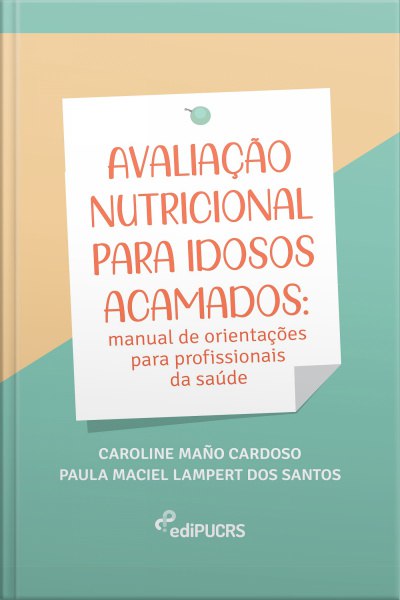 AVALIAÇÃO
NUTRICIONAL
PARA IDOSOS
ACAMADOS:
manual de orientações
para profissionais
da saúde
CAROLINE MAÑO CARDOSO
PAULA MACIEL LAMPERT DOS SANTOS
ediPUCRS